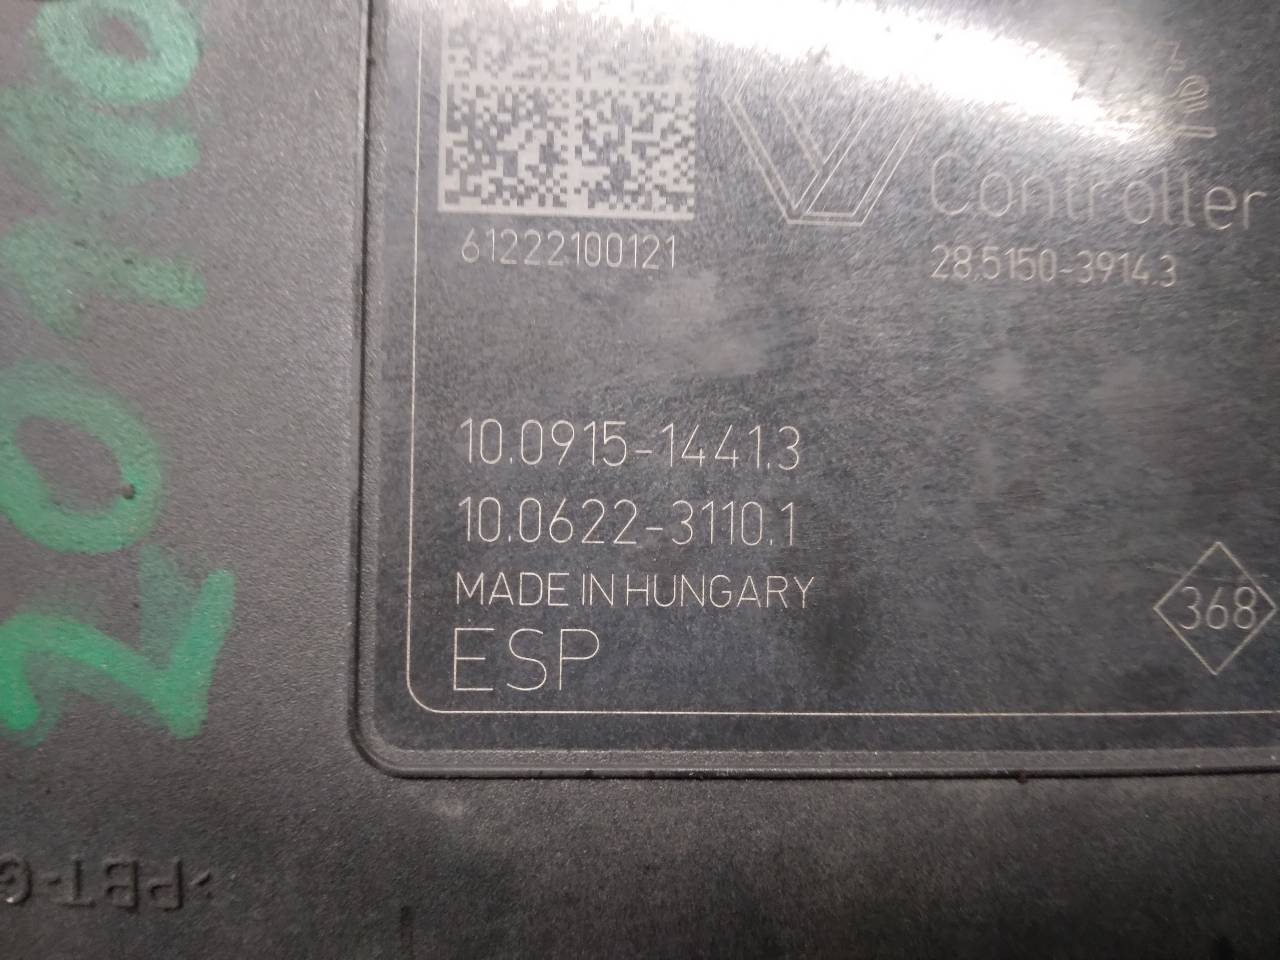 Controller
61222100121
28.5150-3914.3
10.0915-1441.3
10.0622-3110.1
MADE IN HUNGARY
ESP
368
>PBT-G